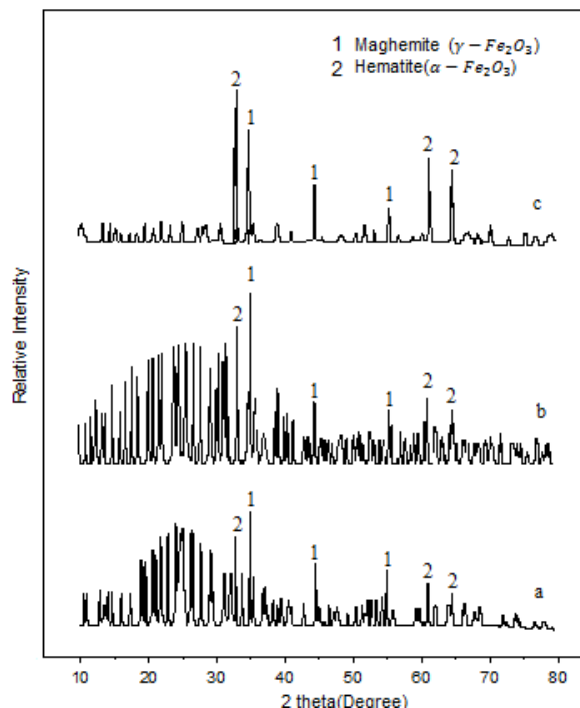 1 Maghemite (γ − Fe₂O₃)
2 Hematite(α − Fe₂O₃)
2
1
1
1
2
2
c
1
2
1
1
2
2
b
1
2
1
1
2
2
a
Relative Intensity
10 20 30 40 50 60 70 80
2 theta(Degree)